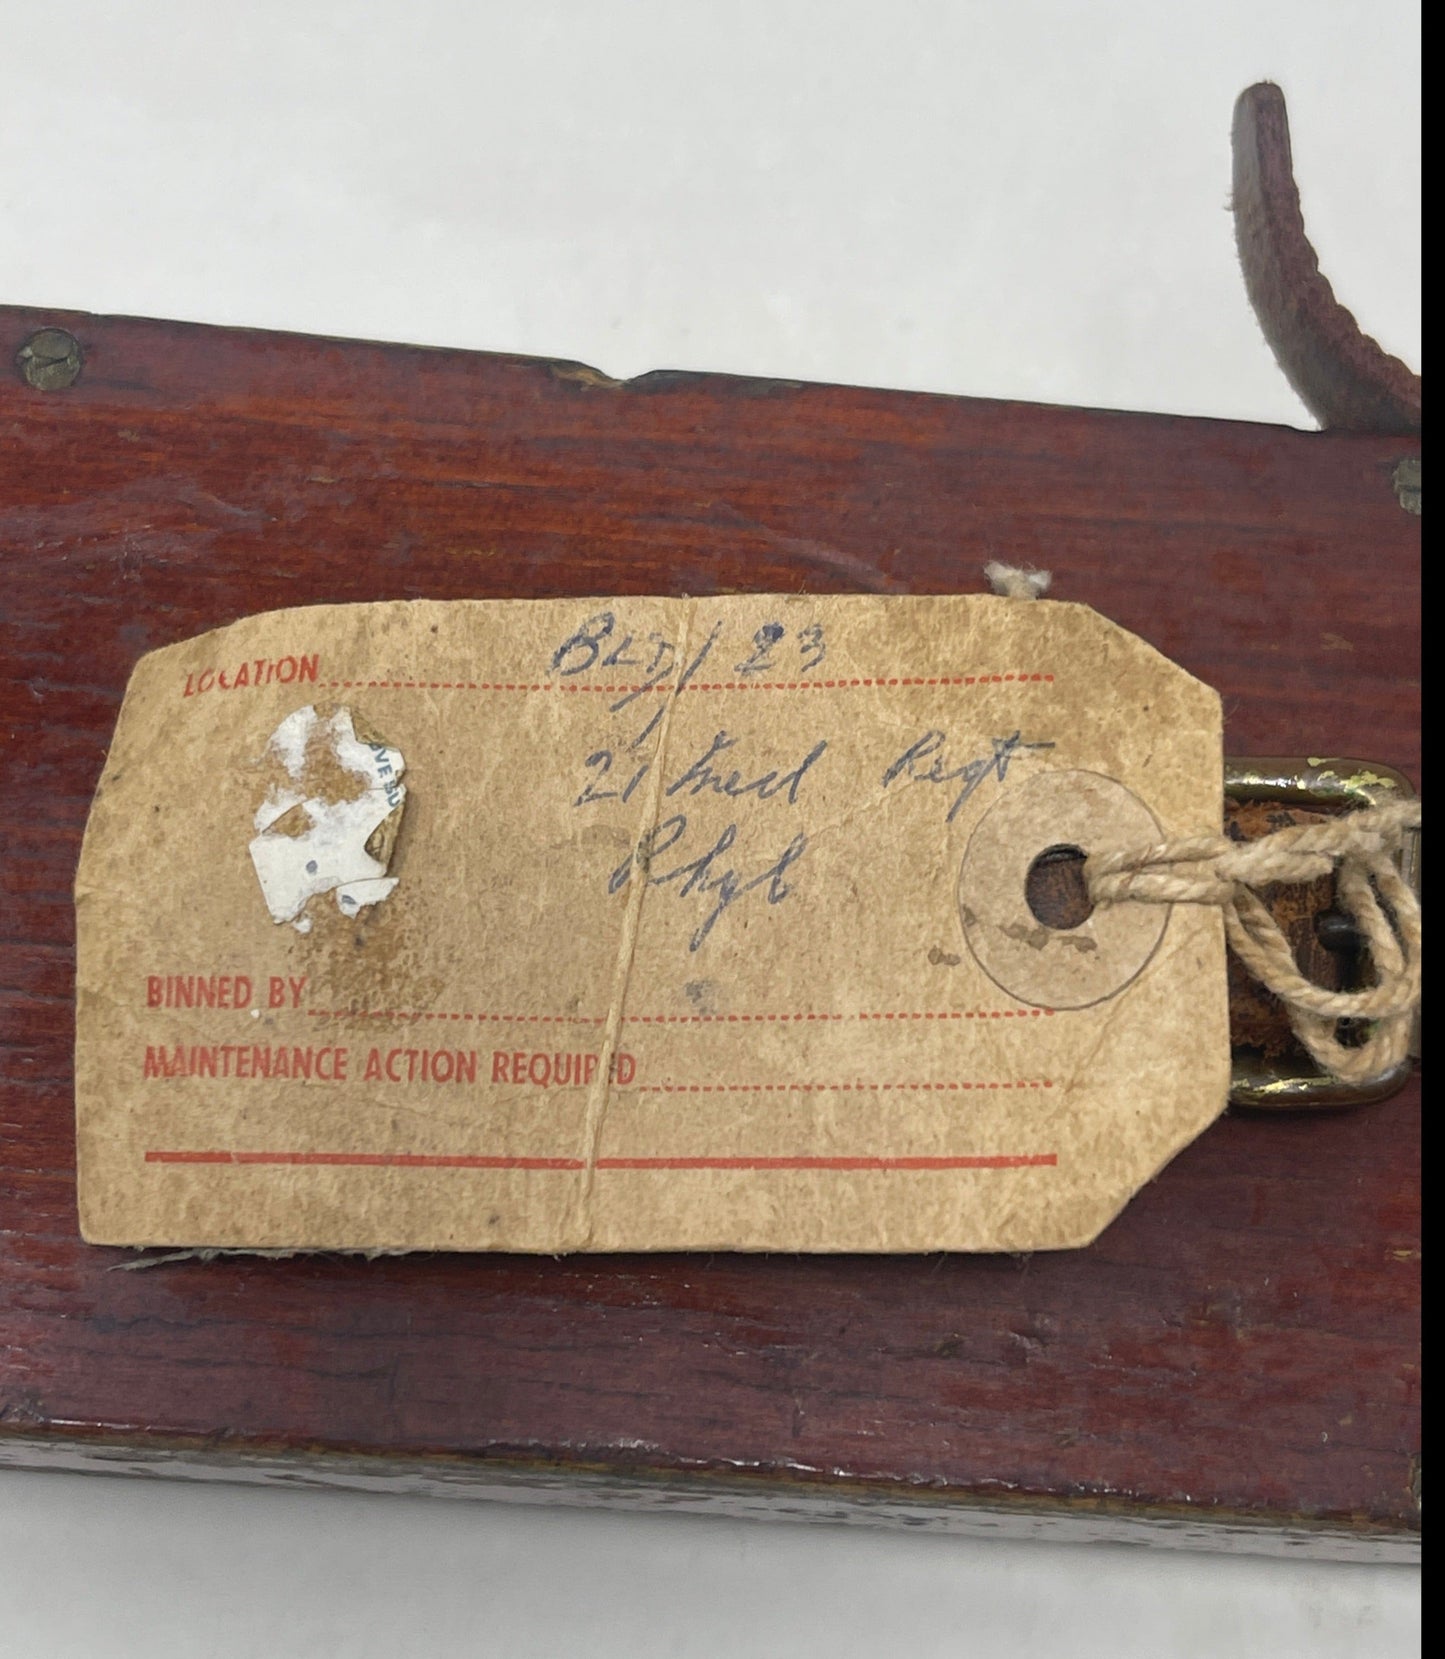 LOCATION BLD/23
21 Med Regt
Rhyl
BINNED BY
MAINTENANCE ACTION REQUIRED